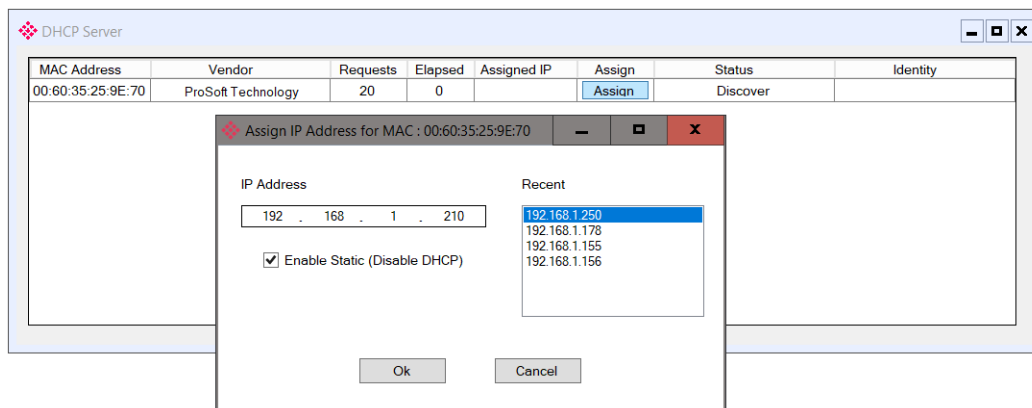 DHCP Server
MAC Address Vendor Requests Elapsed Assigned IP Assign Status Identity
00:60:35:25:9E:70 ProSoft Technology 20 0 Assign Discover
Assign IP Address for MAC : 00:60:35:25:9E:70
IP Address Recent
192 . 168 . 1 . 210
192.168.1.250
192.168.1.178
192.168.1.155
192.168.1.156
Enable Static (Disable DHCP)
Ok Cancel